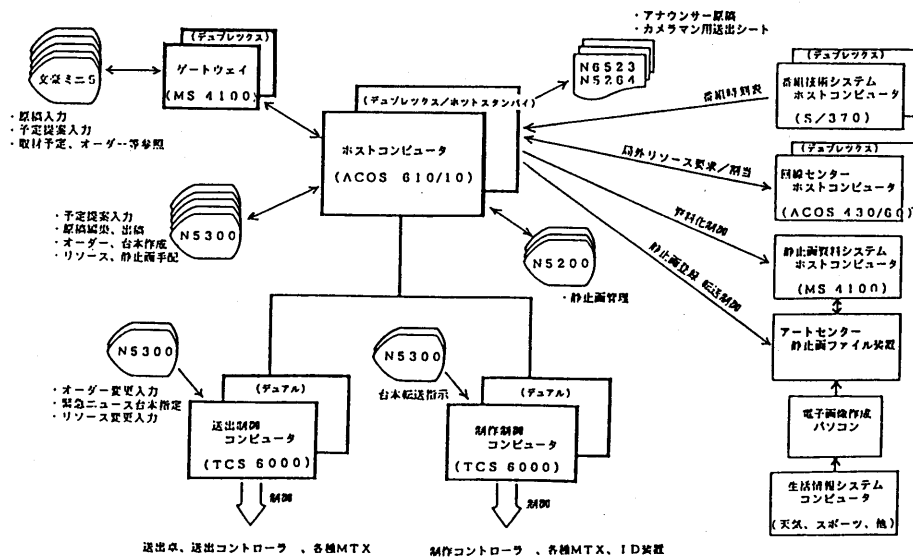 ・アナウンサー原稿
・カメラマン用送出シート
(デュプレックス)
文豪ミニ5
ゲートウェイ
(MS 4100)
N6523
N5264
(デュプレックス)
番組技術システム
ホストコンピュータ
(S/370)
・原稿入力
・予定提案入力
・取材予定、オーダー等参照
(デュプレックス/ホットスタンバイ)
ホストコンピュータ
(ACOS 610/10)
番組時刻表
局外リソース要求/割当
資料化制御
静止画登録 転送制御
(デュプレックス)
回線センター
ホストコンピュータ
(ACOS 430/60)
・予定提案入力
・原稿編集、出稿
・オーダー、台本作成
・リソース、静止画手配
N5300
N5200
・静止画管理
静止画資料システム
ホストコンピュータ
(MS 4100)
アートセンター
静止画ファイル装置
N5300
・オーダー変更入力
・緊急ニュース台本指定
・リソース変更入力
(デュアル)
送出制御
コンピュータ
(TCS 6000)
N5300
台本転送指示
(デュアル)
制作制御
コンピュータ
(TCS 6000)
電子画像作成
パソコン
生活情報システム
コンピュータ
(天気、スポーツ、他)
制御
制御
送出卓、送出コントローラ 、各種MTX
制作コントローラ 、各種MTX、ID装置